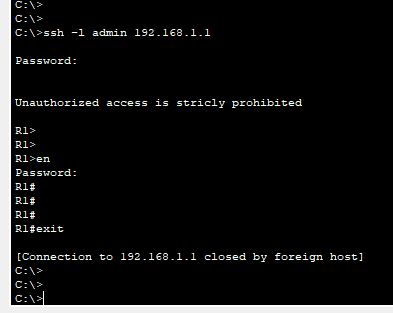 C:\>
C:\>
C:\>ssh -l admin 192.168.1.1
Password:
Unauthorized access is stricly prohibited
R1>
R1>
R1>en
Password:
R1#
R1#
R1#
R1#exit
[Connection to 192.168.1.1 closed by foreign host]
C:\>
C:\>
C:\>